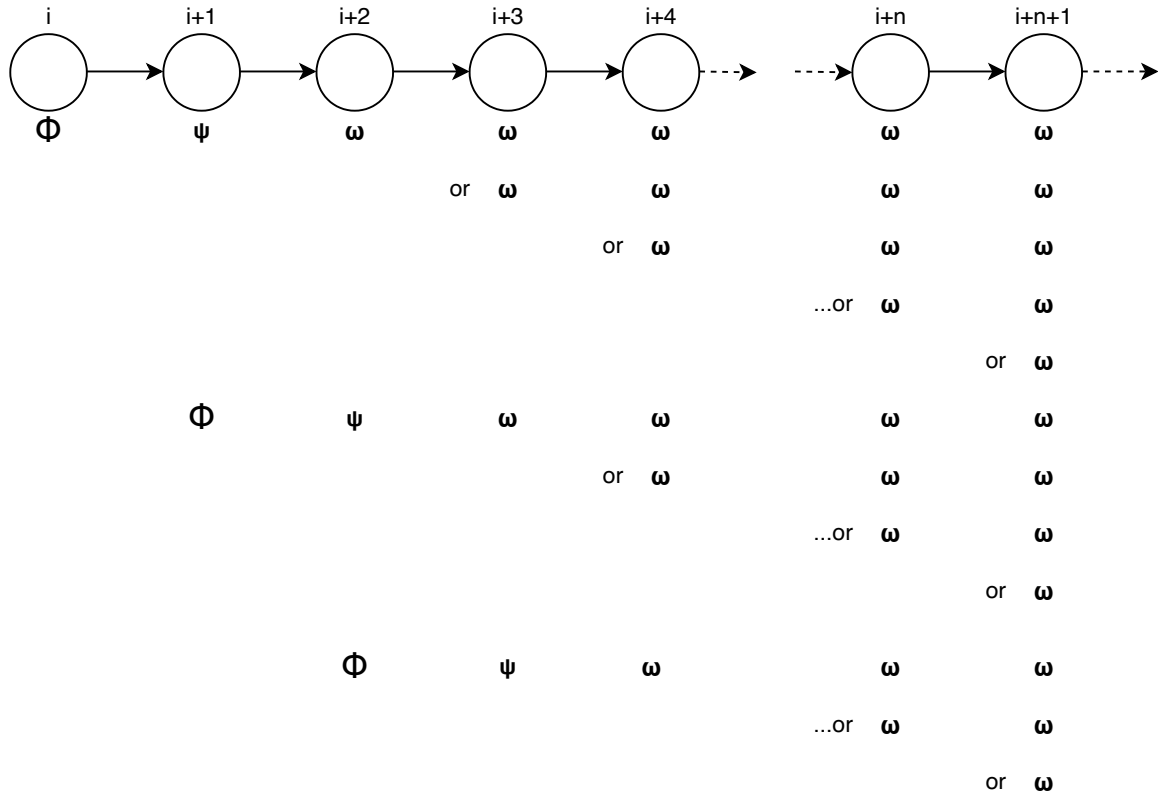 i i+1 i+2 i+3 i+4 i+n i+n+1
Φ ψ ω ω ω ω ω
or ω ω ω ω
or ω ω ω
...or ω ω
or ω
Φ ψ ω ω ω ω
or ω ω ω
...or ω ω
or ω
Φ ψ ω ω ω
...or ω ω
or ω